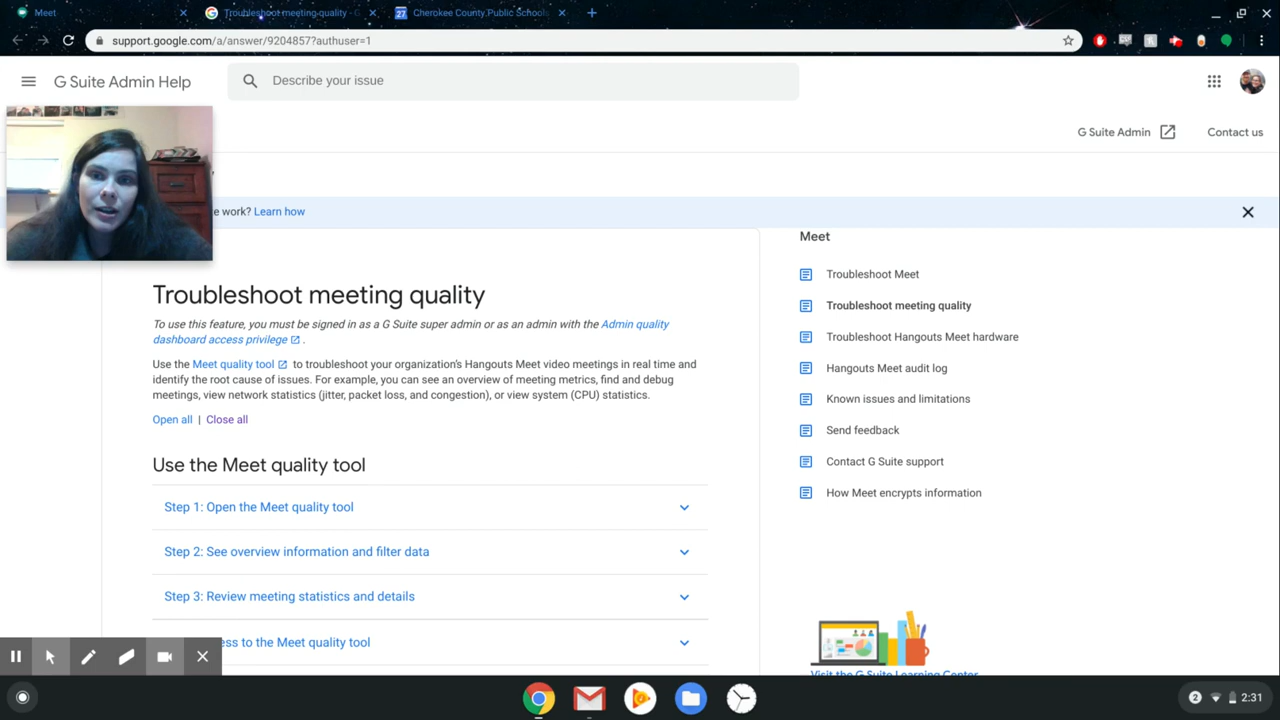 Meet
Troubleshoot meeting quality - G
27
Cherokee County Public Schools
support.google.com/a/answer/9204857?authuser=1
G Suite Admin Help
Describe your issue
G Suite Admin
Contact us
e work? Learn how
Meet
Troubleshoot Meet
Troubleshoot meeting quality
Troubleshoot Hangouts Meet hardware
Hangouts Meet audit log
Known issues and limitations
Send feedback
Contact G Suite support
How Meet encrypts information
Visit the G Suite Learning Center
Troubleshoot meeting quality
To use this feature, you must be signed in as a G Suite super admin or as an admin with the Admin quality
dashboard access privilege .
Use the Meet quality tool to troubleshoot your organization's Hangouts Meet video meetings in real time and
identify the root cause of issues. For example, you can see an overview of meeting metrics, find and debug
meetings, view network statistics (jitter, packet loss, and congestion), or view system (CPU) statistics.
Open all | Close all
Use the Meet quality tool
Step 1: Open the Meet quality tool
Step 2: See overview information and filter data
Step 3: Review meeting statistics and details
ess to the Meet quality tool
2
2:31